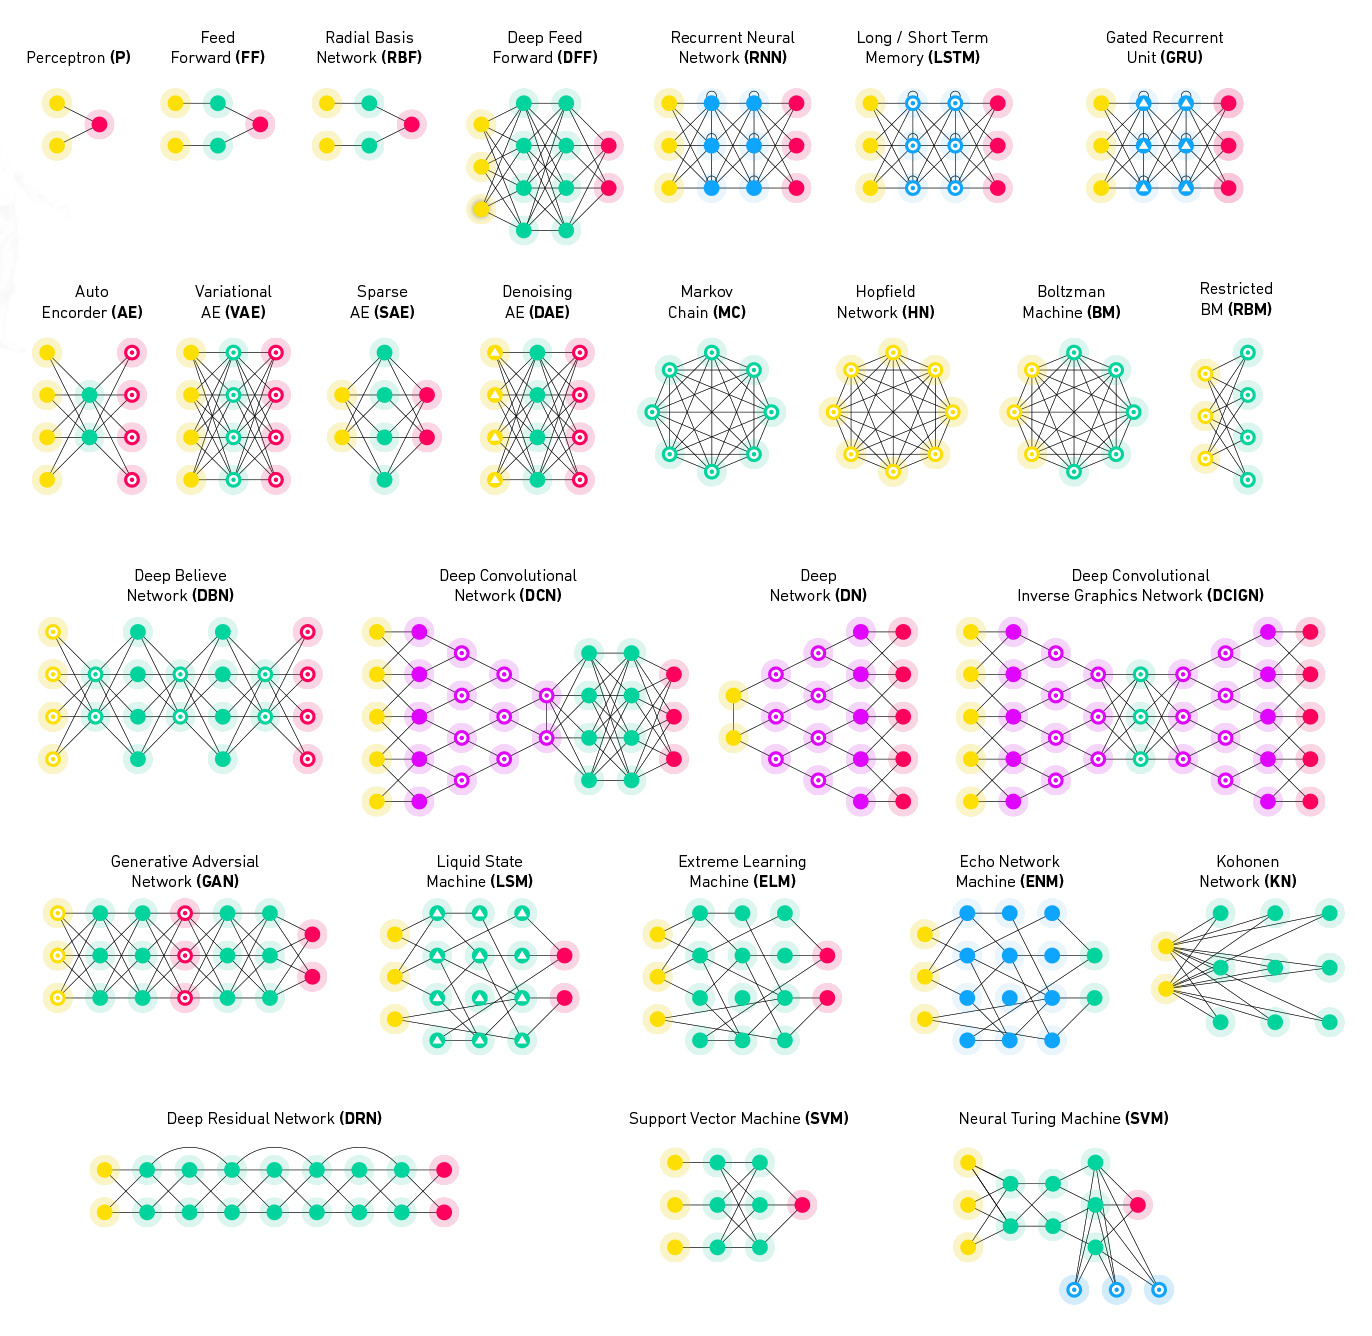 Perceptron (P)
Feed
Forward (FF)
Radial Basis
Network (RBF)
Deep Feed
Forward (DFF)
Recurrent Neural
Network (RNN)
Long / Short Term
Memory (LSTM)
Gated Recurrent
Unit (GRU)
Auto
Encorder (AE)
Variational
AE (VAE)
Sparse
AE (SAE)
Denoising
AE (DAE)
Markov
Chain (MC)
Hopfield
Network (HN)
Boltzman
Machine (BM)
Restricted
BM (RBM)
Deep Believe
Network (DBN)
Deep Convolutional
Network (DCN)
Deep
Network (DN)
Deep Convolutional
Inverse Graphics Network (DCIGN)
Generative Adversial
Network (GAN)
Liquid State
Machine (LSM)
Extreme Learning
Machine (ELM)
Echo Network
Machine (ENM)
Kohonen
Network (KN)
Deep Residual Network (DRN)
Support Vector Machine (SVM)
Neural Turing Machine (SVM)